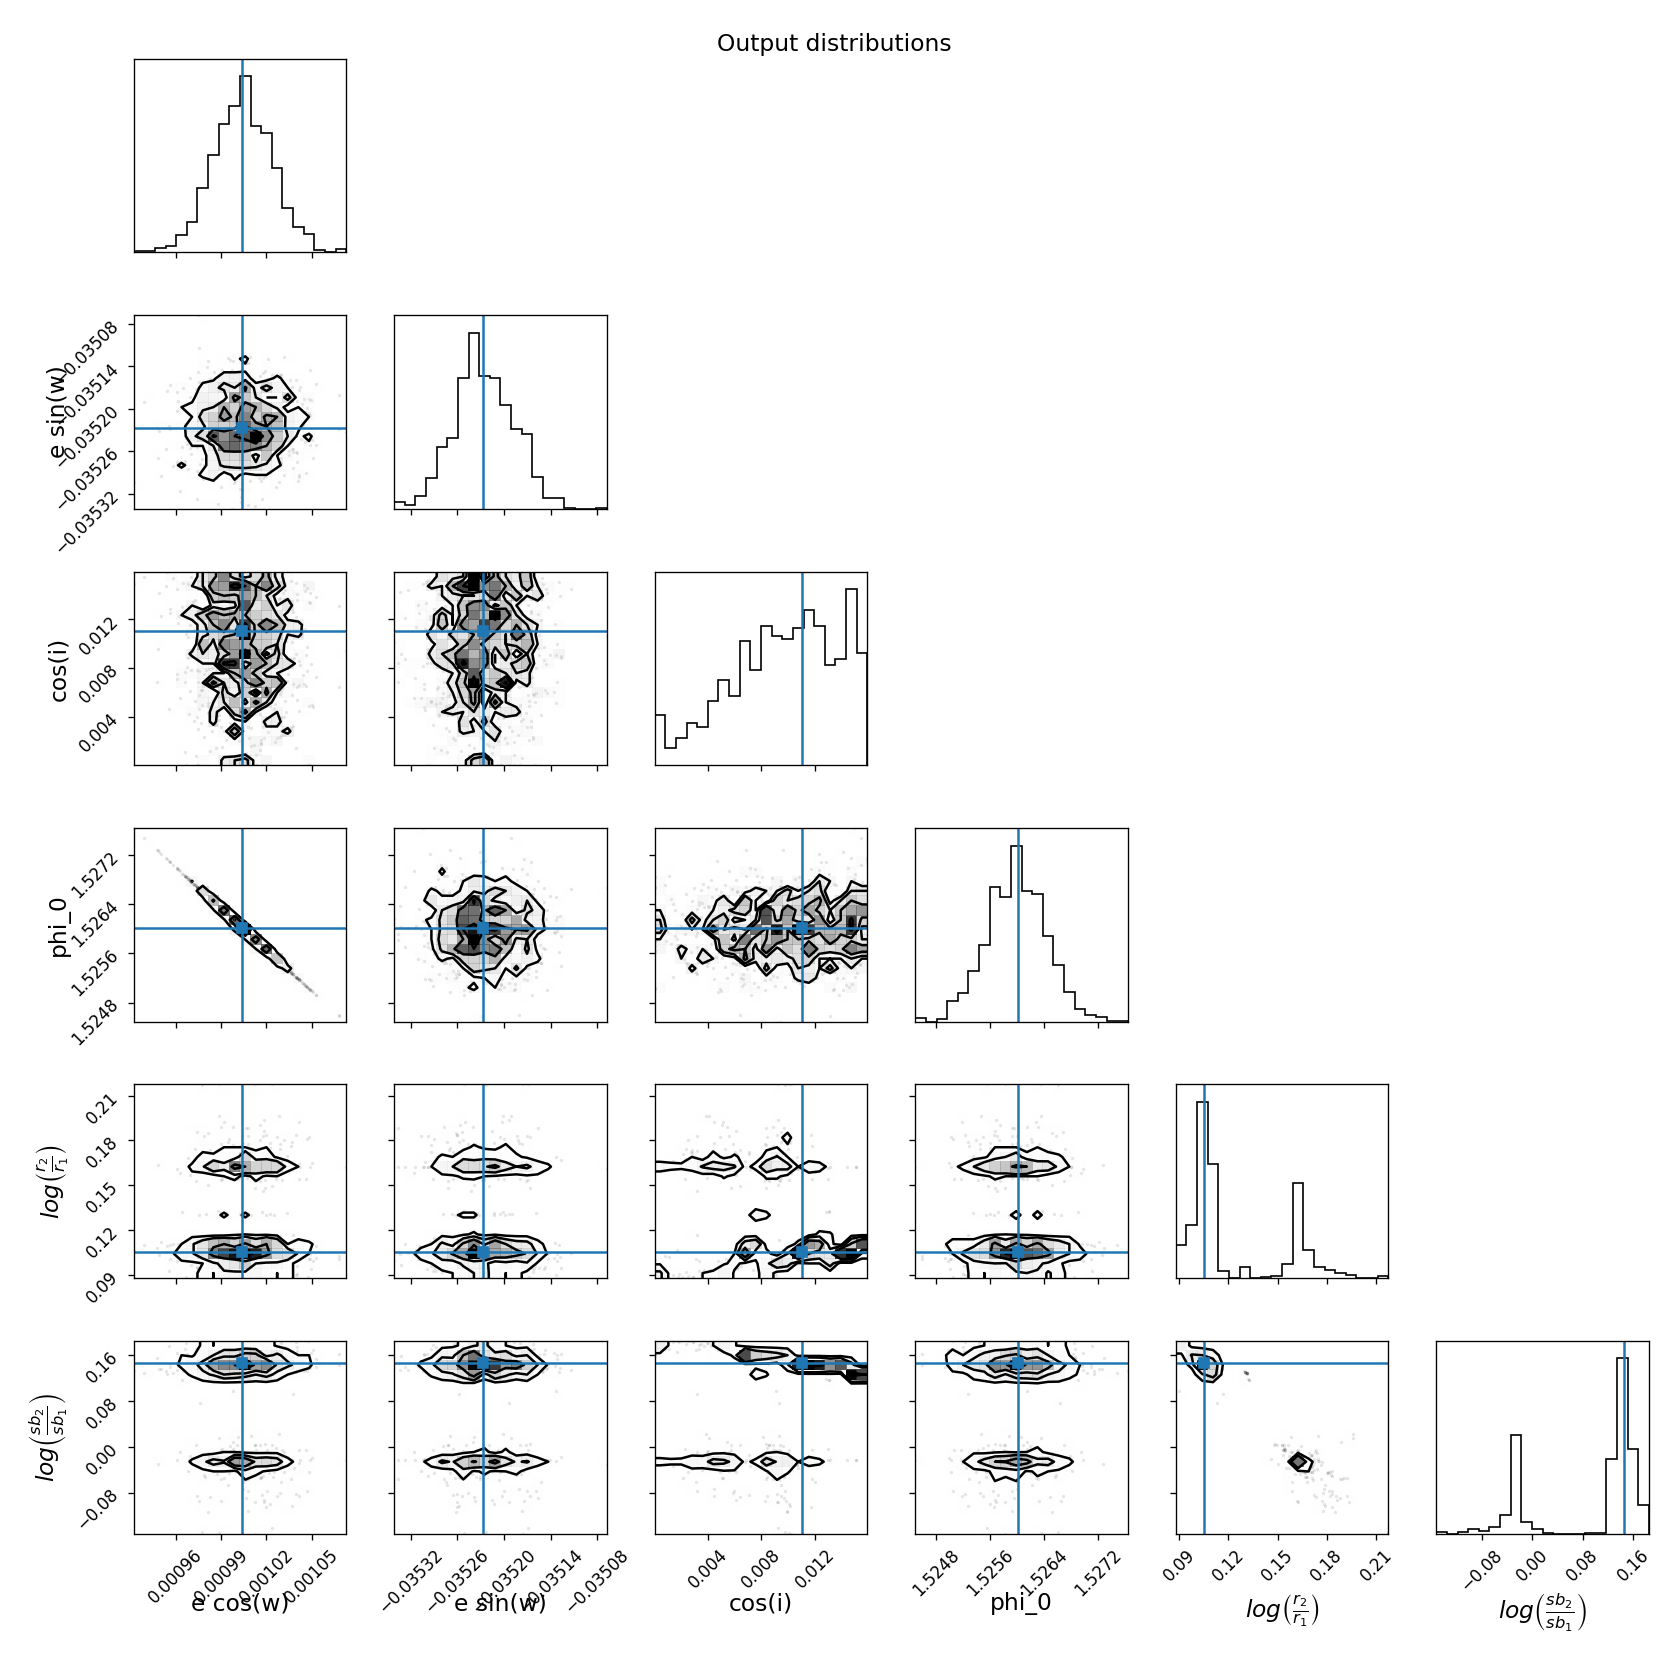 Output distributions
−0.03508
−0.03514
−0.03520
−0.03526
−0.03532
e sin(w)
0.012
0.008
0.004
cos(i)
1.5272
1.5264
1.5256
1.5248
phi_0
0.21
0.18
0.15
0.12
0.09
log(r₂/r₁)
0.16
0.08
0.00
−0.08
log(sb₂/sb₁)
0.00096 0.00099 0.00102 0.00105
e cos(w)
−0.03532 −0.03526 −0.03520 −0.03514 −0.03508
e sin(w)
0.004 0.008 0.012
cos(i)
1.5248 1.5256 1.5264 1.5272
phi_0
0.09 0.12 0.15 0.18 0.21
log(r₂/r₁)
−0.08 0.00 0.08 0.16
log(sb₂/sb₁)